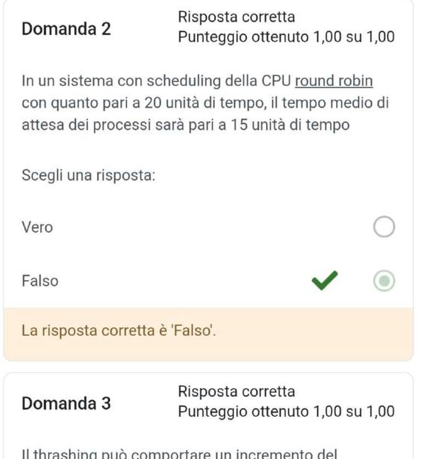 Domanda 2
Risposta corretta
Punteggio ottenuto 1,00 su 1,00
In un sistema con scheduling della CPU round robin
con quanto pari a 20 unità di tempo, il tempo medio di
attesa dei processi sarà pari a 15 unità di tempo
Scegli una risposta:
Vero
Falso
La risposta corretta è 'Falso'.
Domanda 3
Risposta corretta
Punteggio ottenuto 1,00 su 1,00
Il thrashing può comportare un incremento del